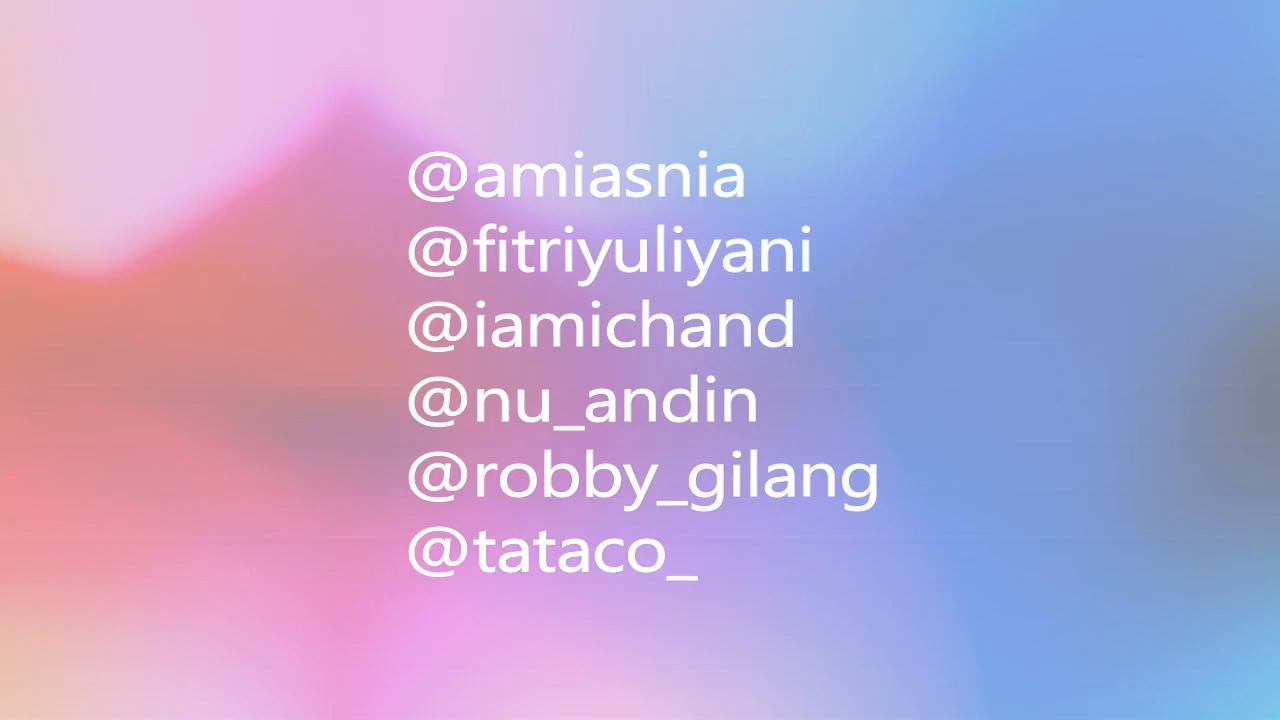 @amiasnia
@fitriyuliyani
@iamichand
@nu_andin
@robby_gilang
@tataco_